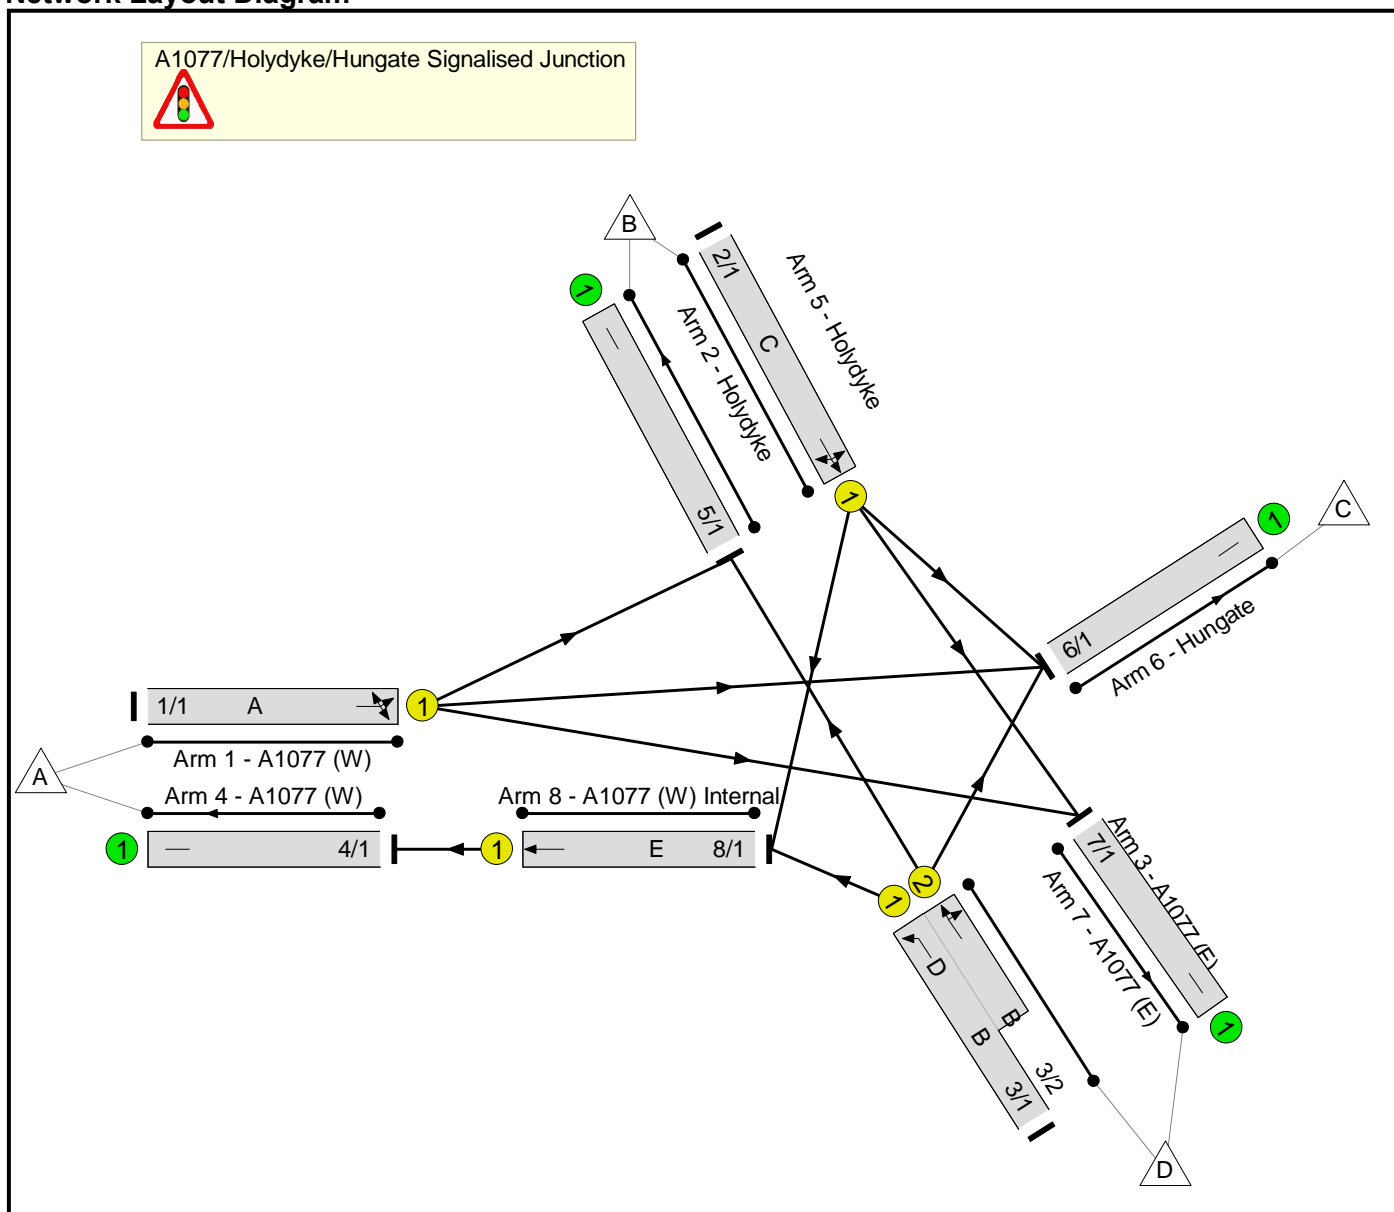 Network Layout Diagram
A1077/Holydyke/Hungate Signalised Junction
B
1
2/1
Arm 5 - Holydyke
C
Arm 2 - Holydyke
5/1
1
1
C
6/1
Arm 6 - Hungate
1/1 A
1
Arm 1 - A1077 (W)
A
Arm 4 - A1077 (W)
Arm 8 - A1077 (W) Internal
1
4/1
1
E 8/1
7/1
Arm 3 - A1077 (E)
Arm 7 - A1077 (E)
1
1
2
D
B
B
3/1
3/2
D